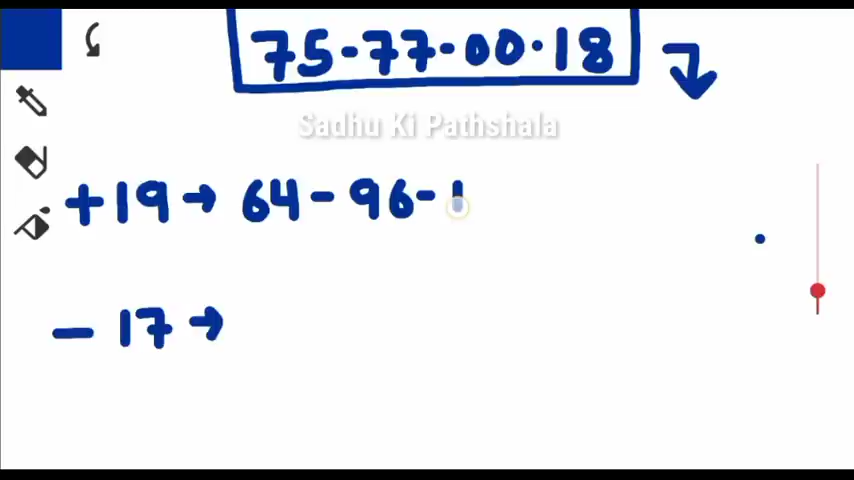 75-77-00·18
Sadhu Ki Pathshala
+19→ 64-96-1
-17→